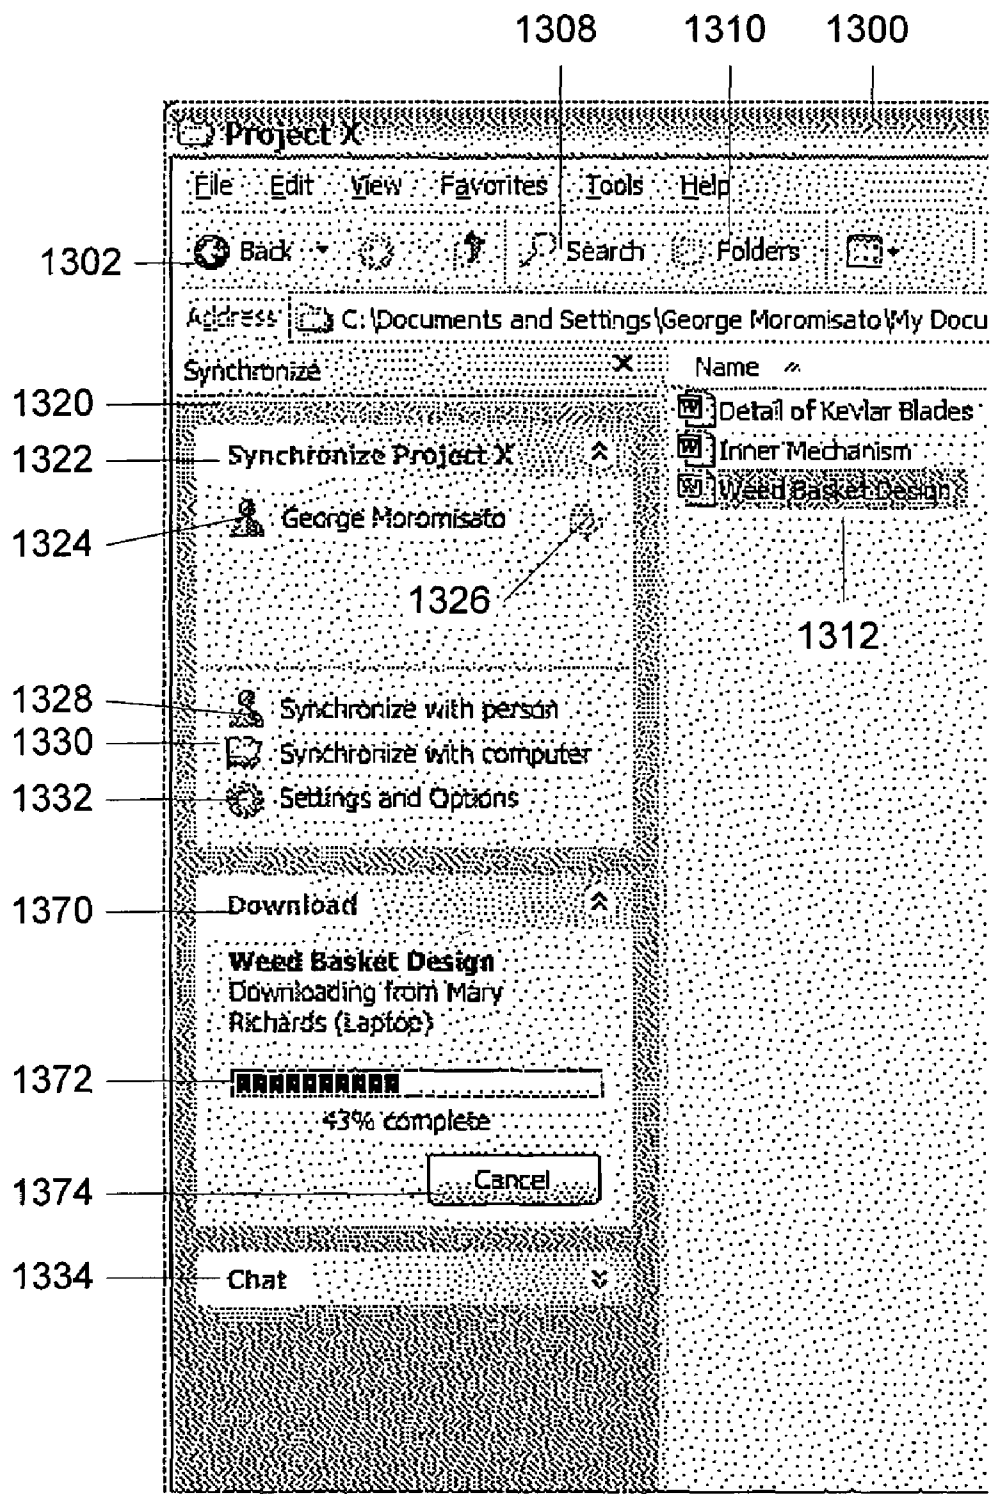 1308 1310 1300
Project X
File Edit View Favorites Tools Help
1302 Back Search Folders
Address C:\Documents and Settings\George Moromisato\My Docu
Synchronize Name
1320 Detail of Kevlar Blades
1322 Synchronize Project X Inner Mechanism
Weed Basket Design
1324 George Moromisato
1326
1312
1328 Synchronize with person
1330 Synchronize with computer
1332 Settings and Options
1370 Download
Weed Basket Design
Downloading from Mary
Richards (Laptop)
1372
43% complete
1374 Cancel
1334 Chat